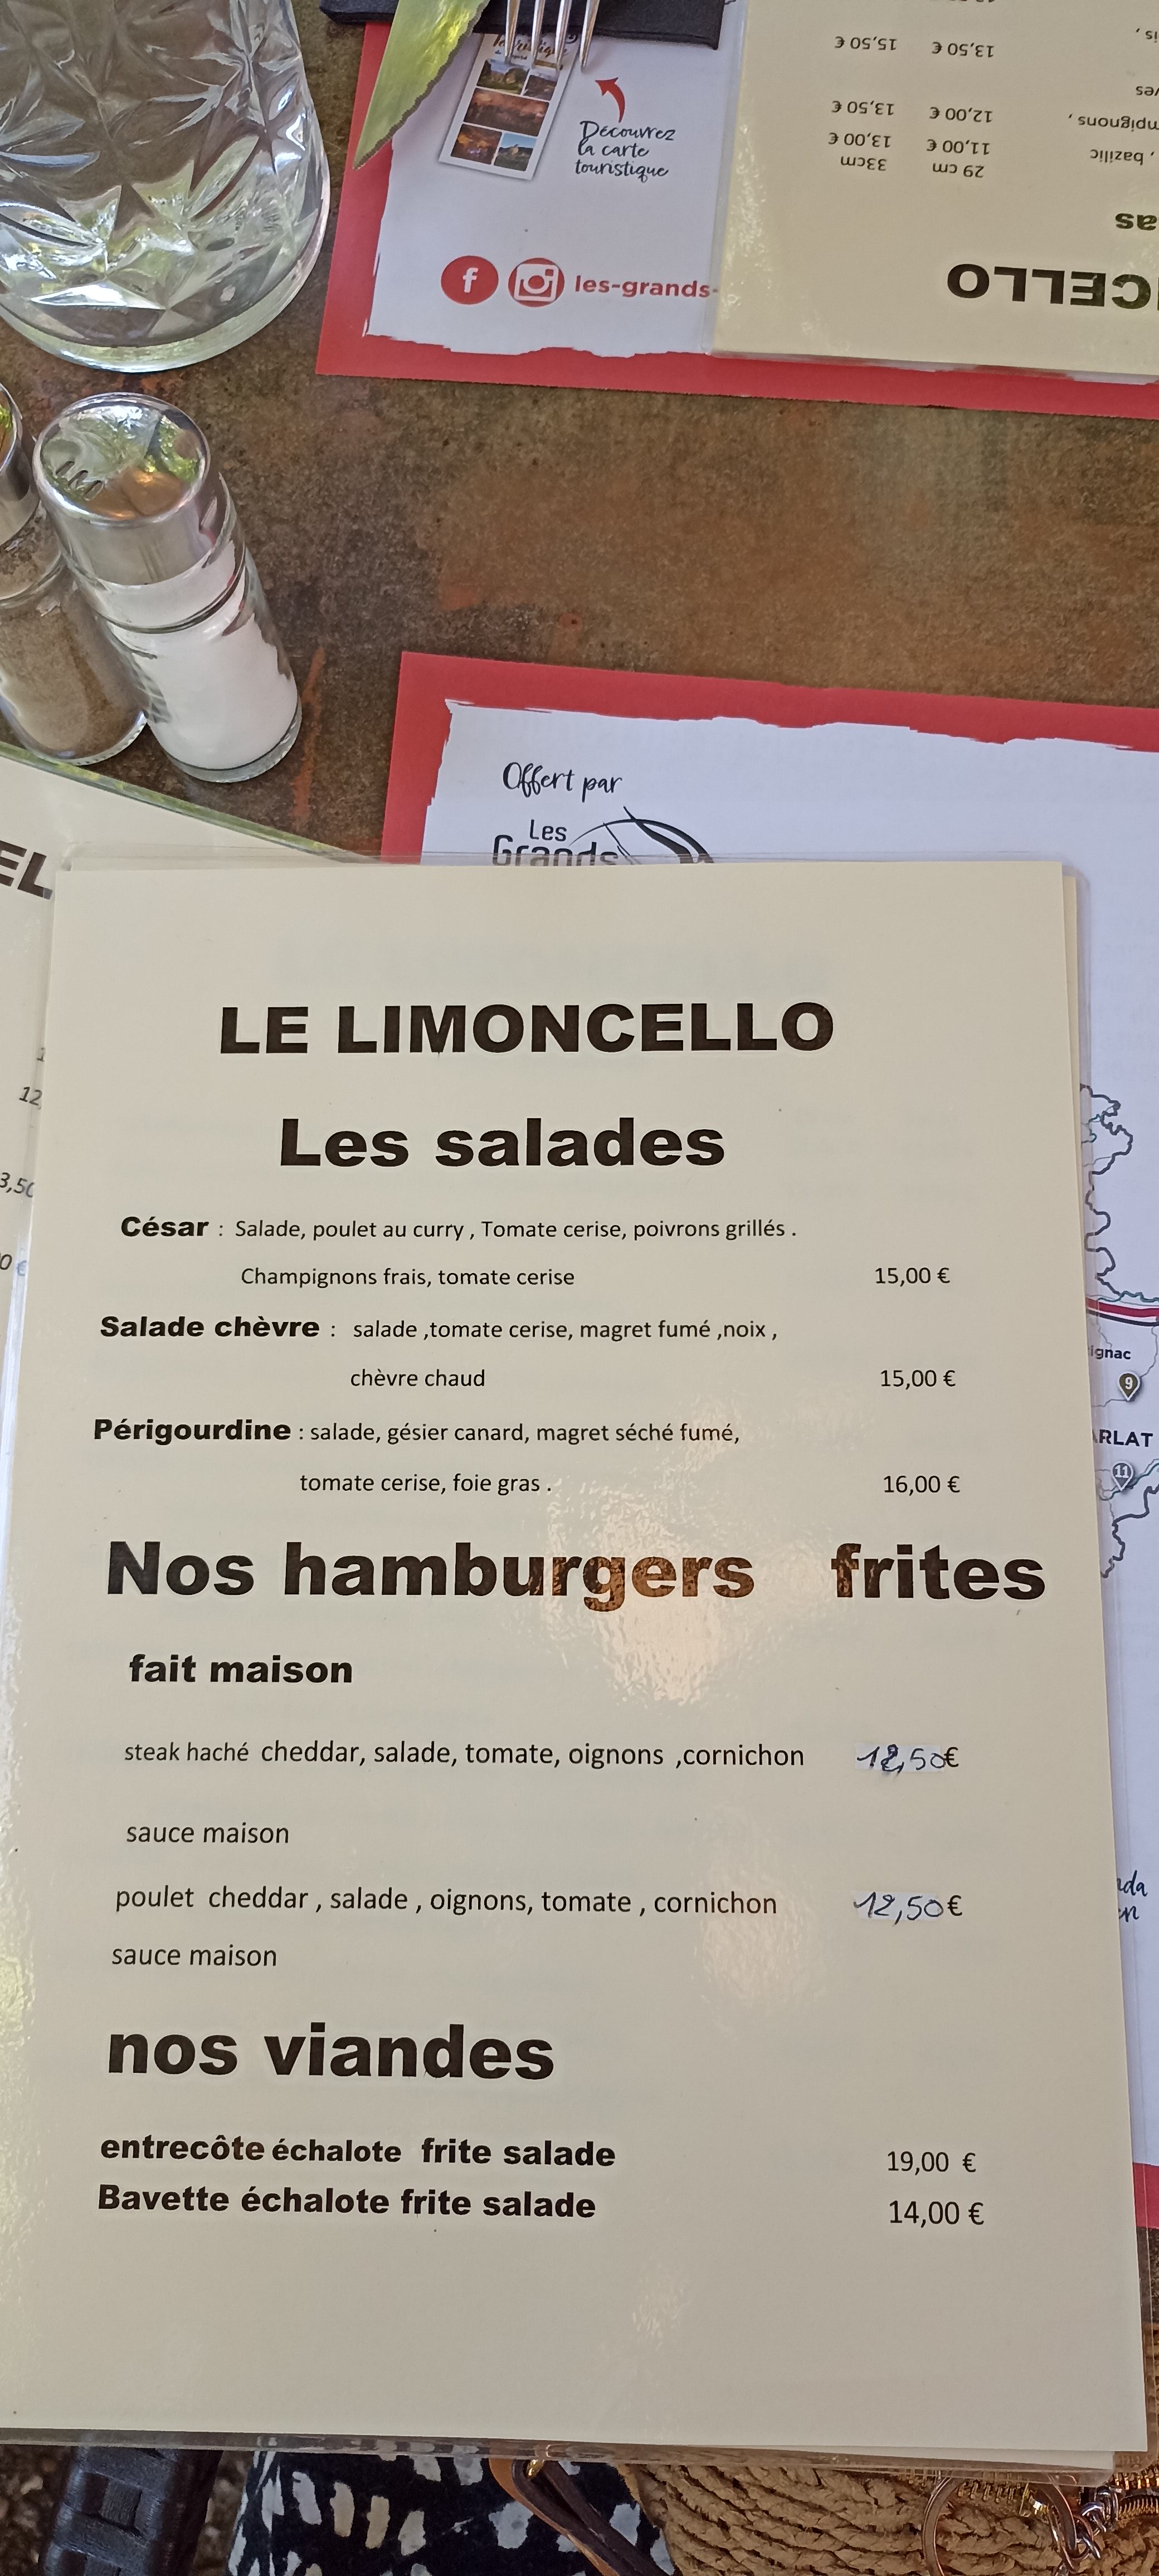 Découvrez
la carte
touristique
les-grands-
15,50 € 13,50 €
13,50 € 12,00 €
13,00 € 11,00 €
, bazilic
33cm 29 cm
Offert par
Les
Grands
LE LIMONCELLO
Les salades
César : Salade, poulet au curry , Tomate cerise, poivrons grillés .
Champignons frais, tomate cerise 15,00 €
Salade chèvre : salade ,tomate cerise, magret fumé ,noix ,
chèvre chaud 15,00 €
Périgourdine : salade, gésier canard, magret séché fumé,
tomate cerise, foie gras . 16,00 €
Nos hamburgers frites
fait maison
steak haché cheddar, salade, tomate, oignons ,cornichon 12,50€
sauce maison
poulet cheddar , salade , oignons, tomate , cornichon 12,50€
sauce maison
nos viandes
entrecôte échalote frite salade 19,00 €
Bavette échalote frite salade 14,00 €
9
11